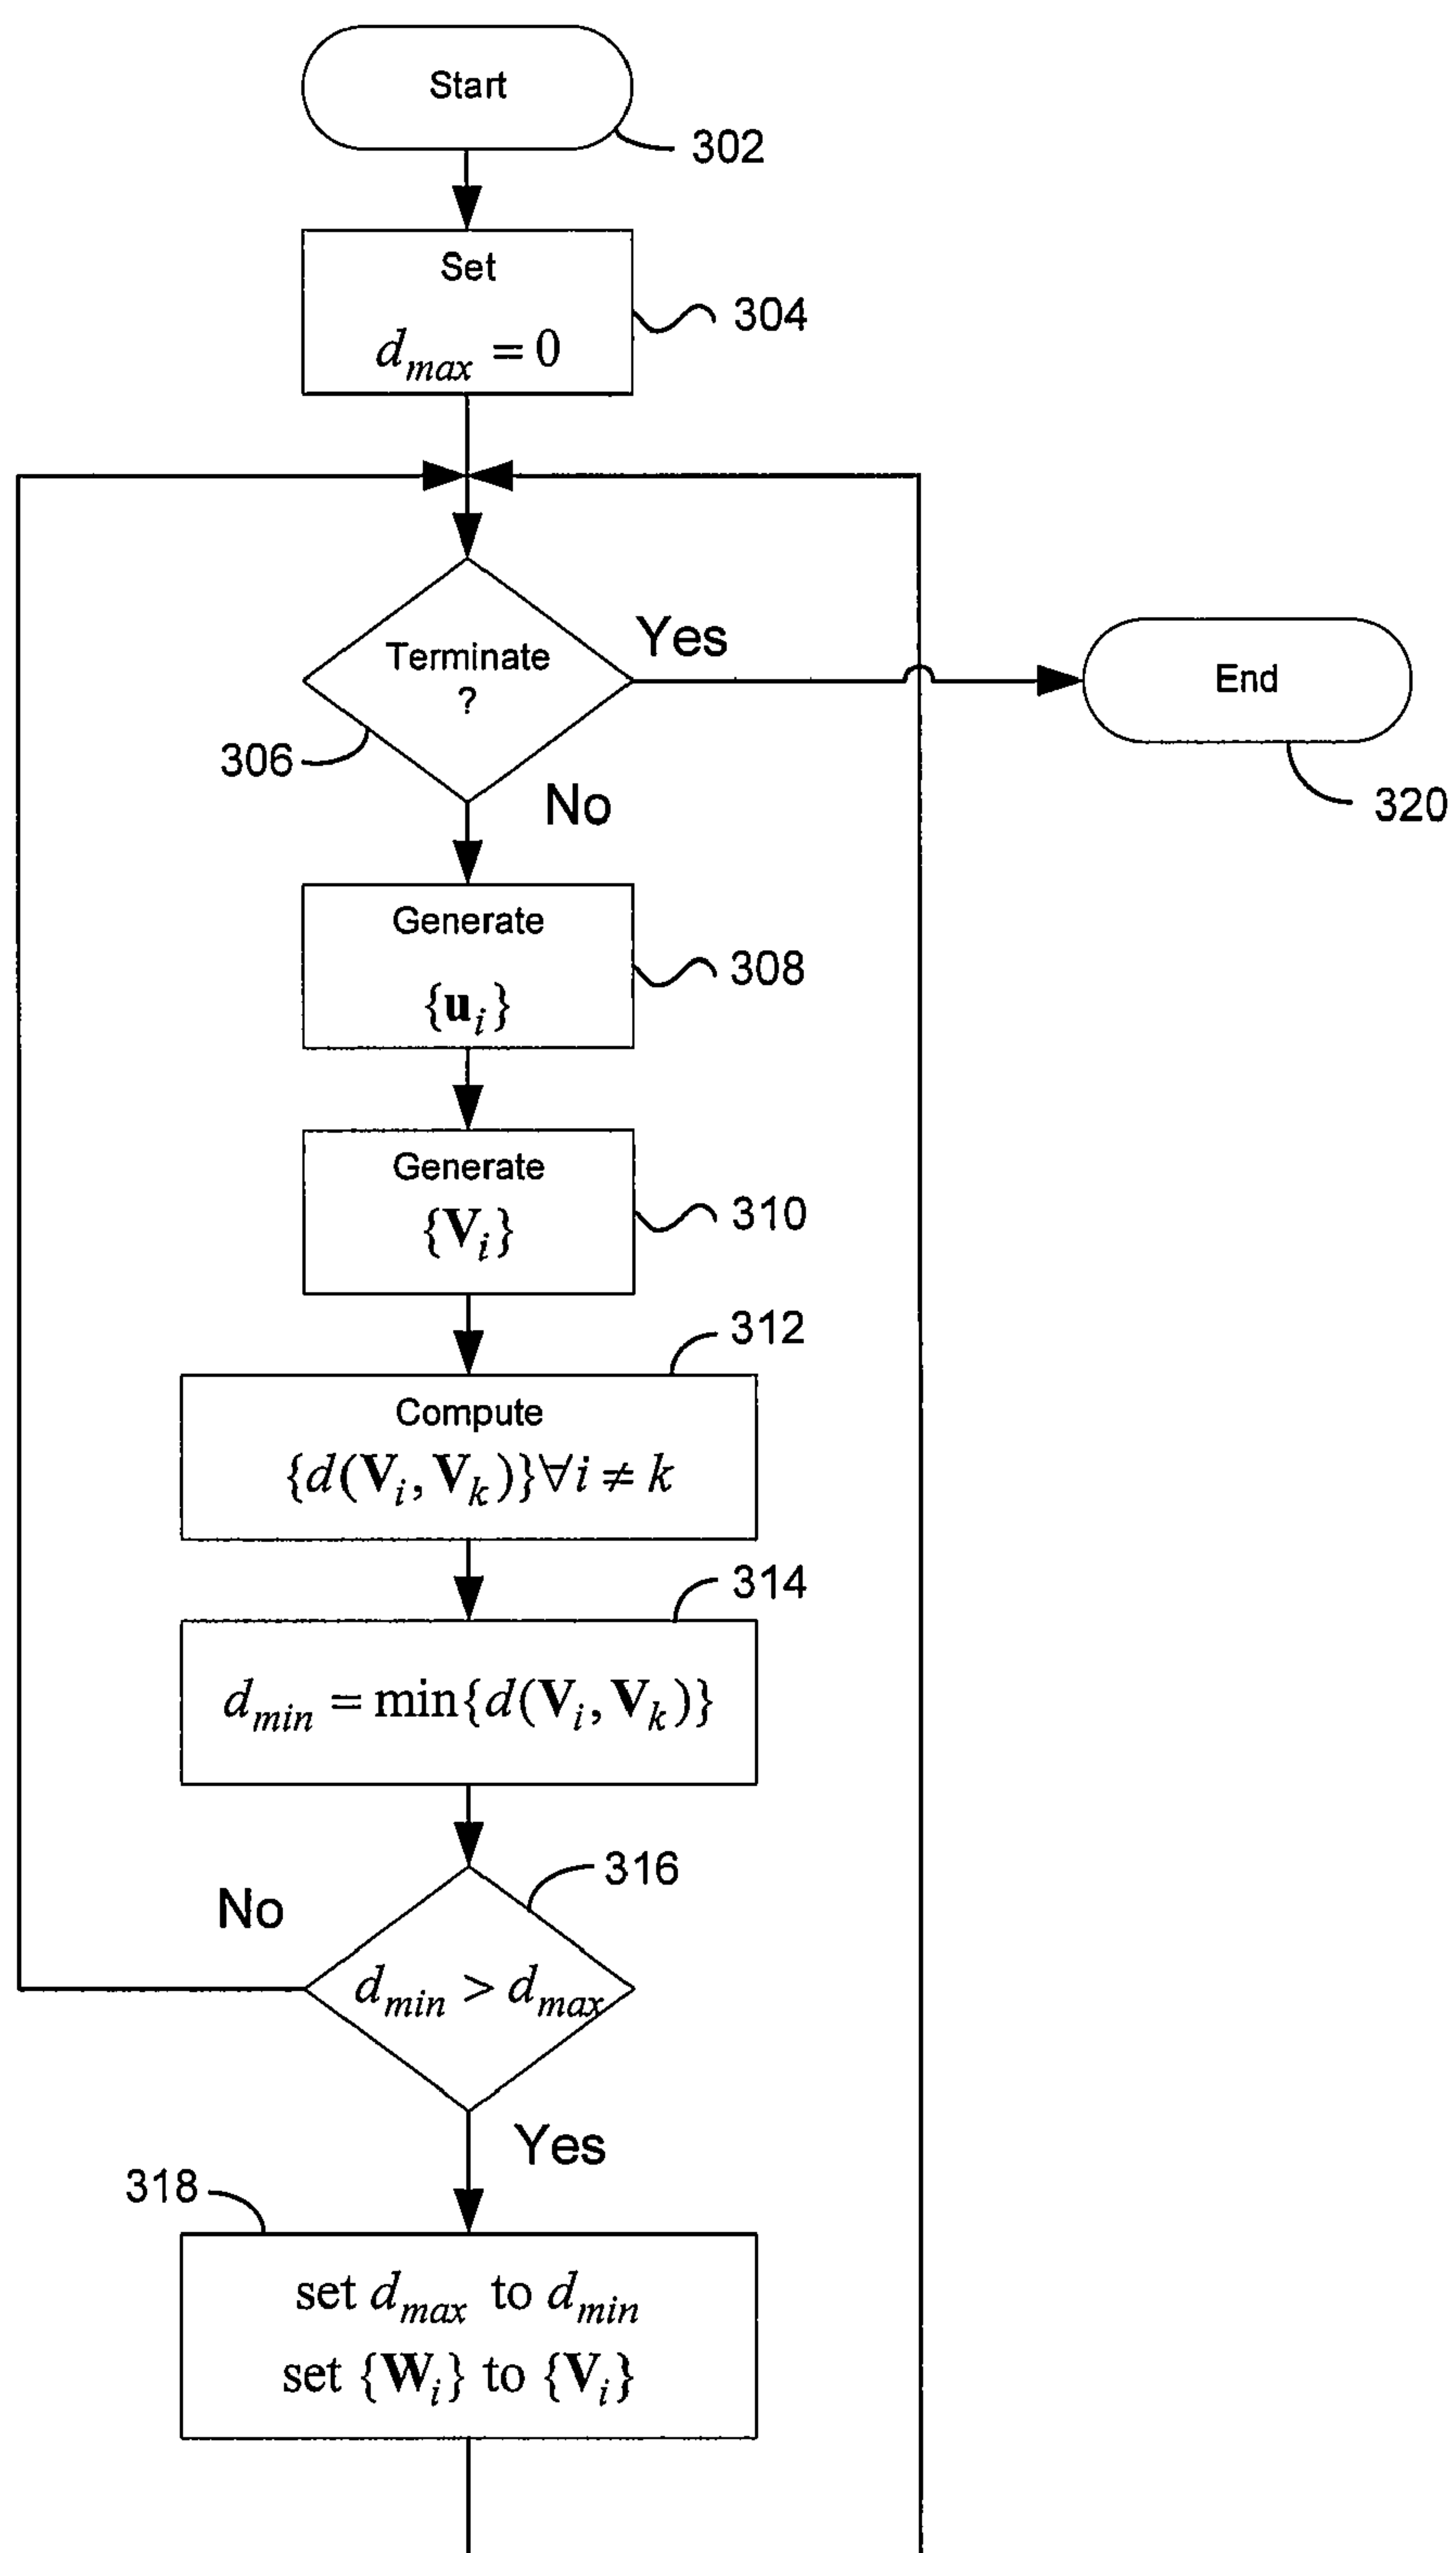 Start
302
Set
d_max = 0
304
Terminate
?
Yes
306
No
End
320
Generate
{u_i}
308
Generate
{V_i}
310
312
Compute
{d(V_i, V_k)}∀i ≠ k
314
d_min = min{d(V_i, V_k)}
316
No
d_min > d_max
Yes
318
set d_max to d_min
set {W_i} to {V_i}